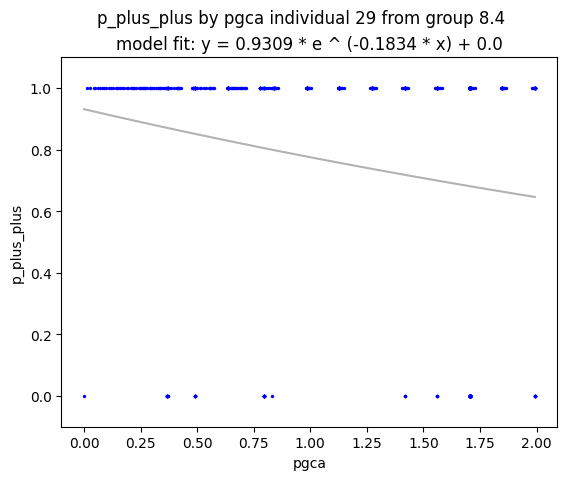 p_plus_plus by pgca individual 29 from group 8.4
model fit: y = 0.9309 * e ^ (-0.1834 * x) + 0.0
1.0
0.8
0.6
0.4
0.2
0.0
p_plus_plus
0.00 0.25 0.50 0.75 1.00 1.25 1.50 1.75 2.00
pgca